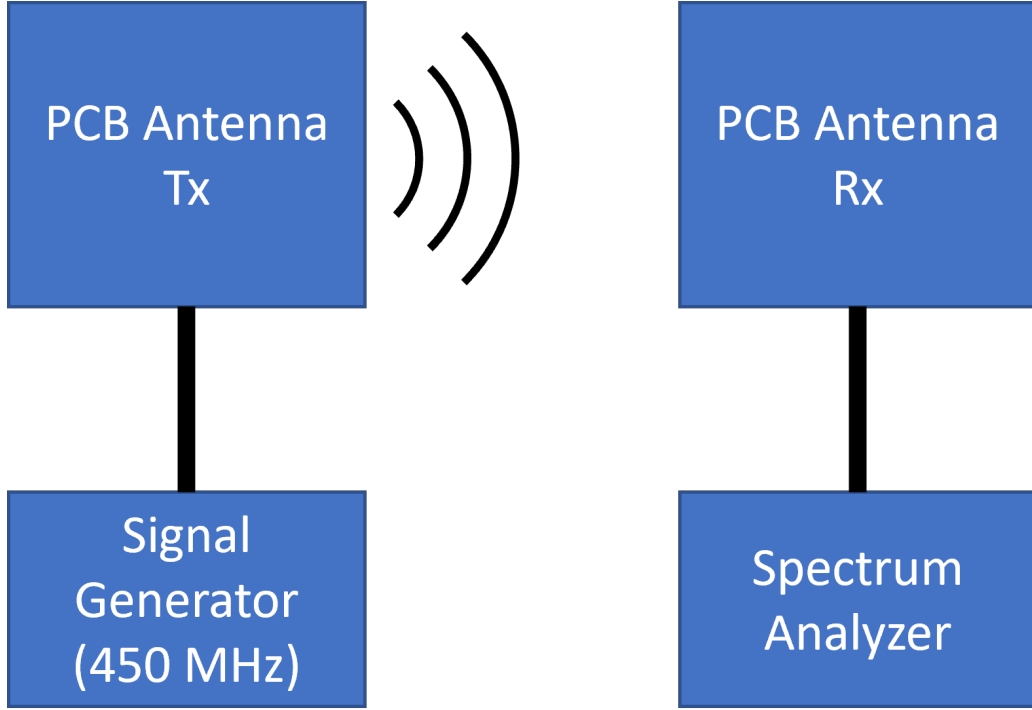 PCB Antenna
Tx
PCB Antenna
Rx
Signal
Generator
(450 MHz)
Spectrum
Analyzer